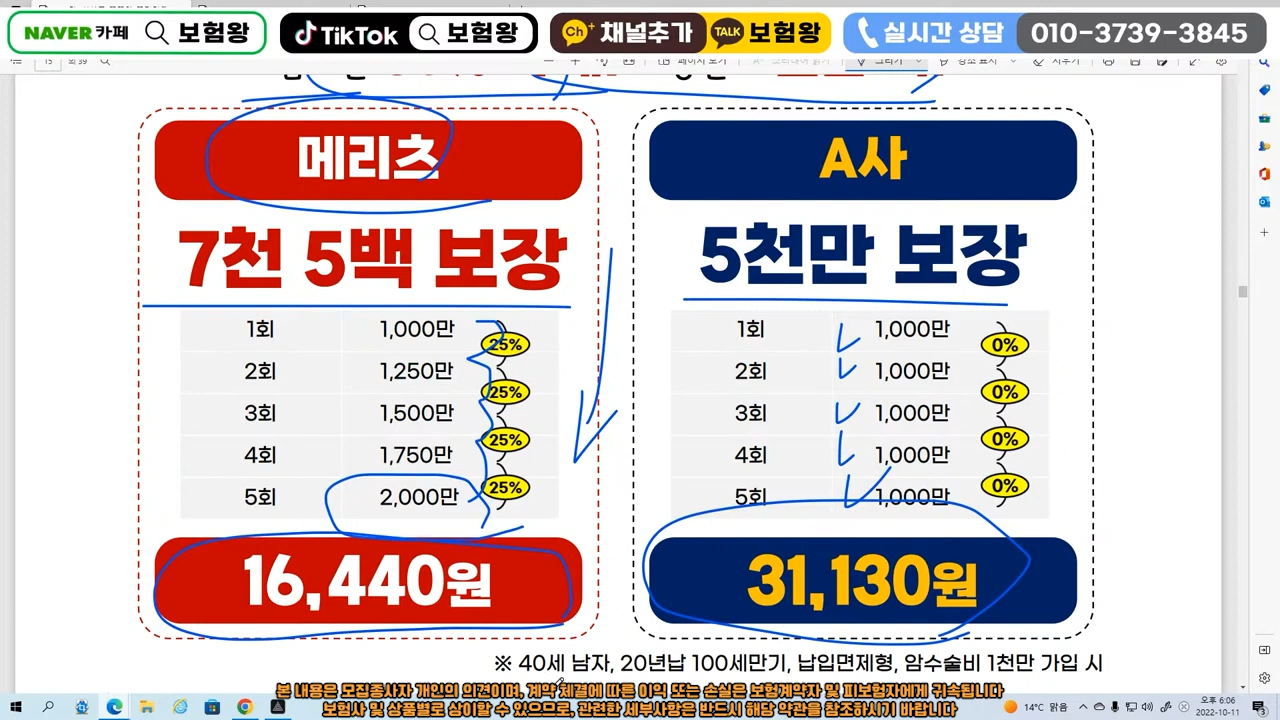 NAVER 카페 보험왕 TikTok 보험왕 Ch+ 채널추가 TALK 보험왕 실시간 상담 010-3739-3845
메리츠
7천 5백 보장
1회 1,000만
25%
2회 1,250만
25%
3회 1,500만
25%
4회 1,750만
25%
5회 2,000만
16,440원
A사
5천만 보장
1회 1,000만
0%
2회 1,000만
0%
3회 1,000만
0%
4회 1,000만
0%
5회 1,000만
31,130원
※ 40세 남자, 20년납 100세만기, 납입면제형, 암수술비 1천만 가입 시
본 내용은 모집종사자 개인의 의견이며, 계약 체결에 따른 이익 또는 손실은 보험계약자 및 피보험자에게 귀속됩니다
보험사 및 상품별로 상이할 수 있으므로, 관련한 세부사항은 반드시 해당 약관을 참조하시기 바랍니다
14°C 맑음
오후 6:06
2022-10-11